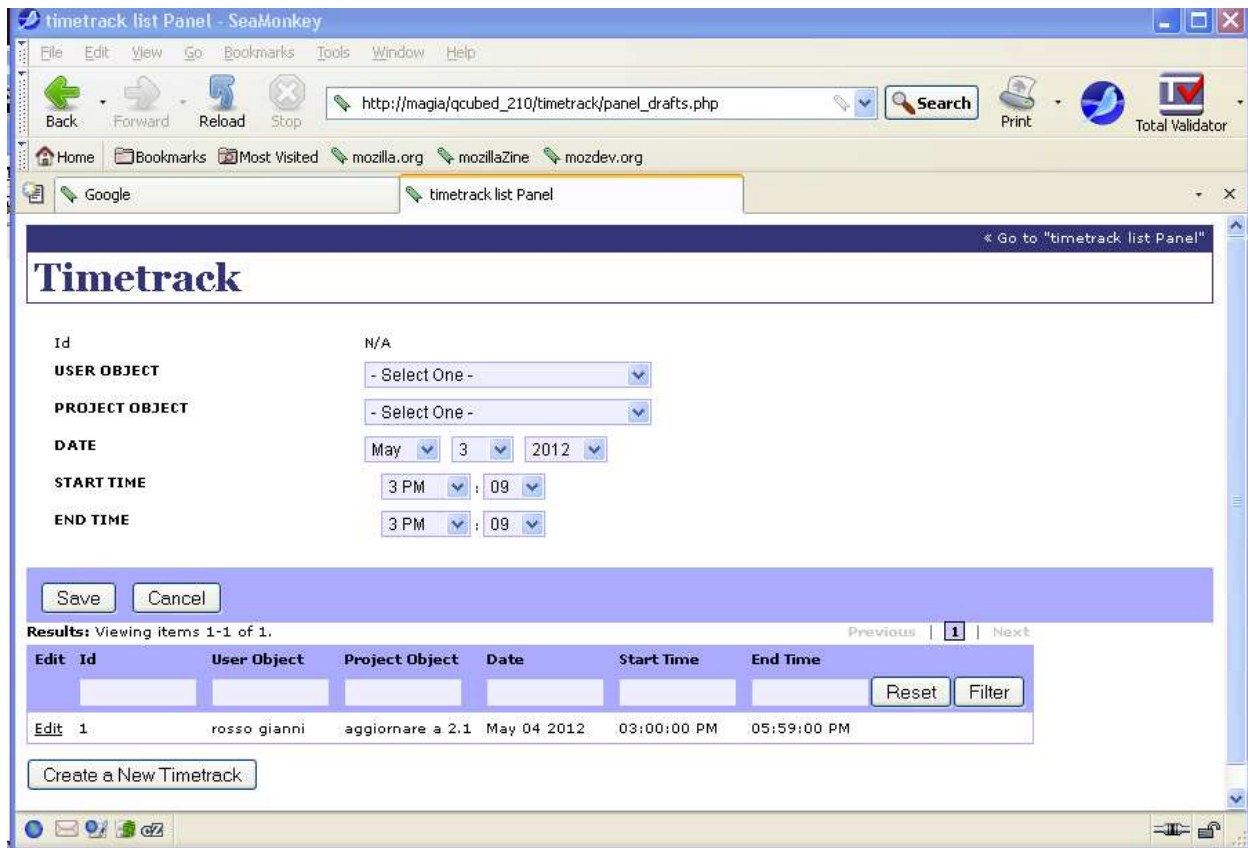 timetrack list Panel - SeaMonkey
File Edit View Go Bookmarks Tools Window Help
Back Forward Reload Stop http://magia/qcubed_210/timetrack/panel_drafts.php Search Print Total Validator
Home Bookmarks Most Visited mozilla.org mozillaZine mozdev.org
Google timetrack list Panel
« Go to "timetrack list Panel"
Timetrack
Id N/A
USER OBJECT - Select One -
PROJECT OBJECT - Select One -
DATE May 3 2012
START TIME 3 PM : 09
END TIME 3 PM : 09
Save Cancel
Results: Viewing items 1-1 of 1. Previous | 1 | Next
Edit Id User Object Project Object Date Start Time End Time
Reset Filter
Edit 1 rosso gianni aggiornare a 2.1 May 04 2012 03:00:00 PM 05:59:00 PM
Create a New Timetrack